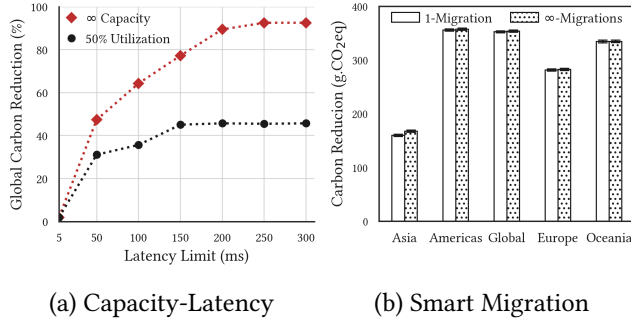 Global Carbon Reduction (%)
100
80
60
40
20
0
∞ Capacity
50% Utilization
5 50 100 150 200 250 300
Latency Limit (ms)
(a) Capacity-Latency
Carbon Reducion (g.CO2eq)
400
300
200
100
0
1-Migration ∞-Migrations
Asia Americas Global Europe Oceania
(b) Smart Migration